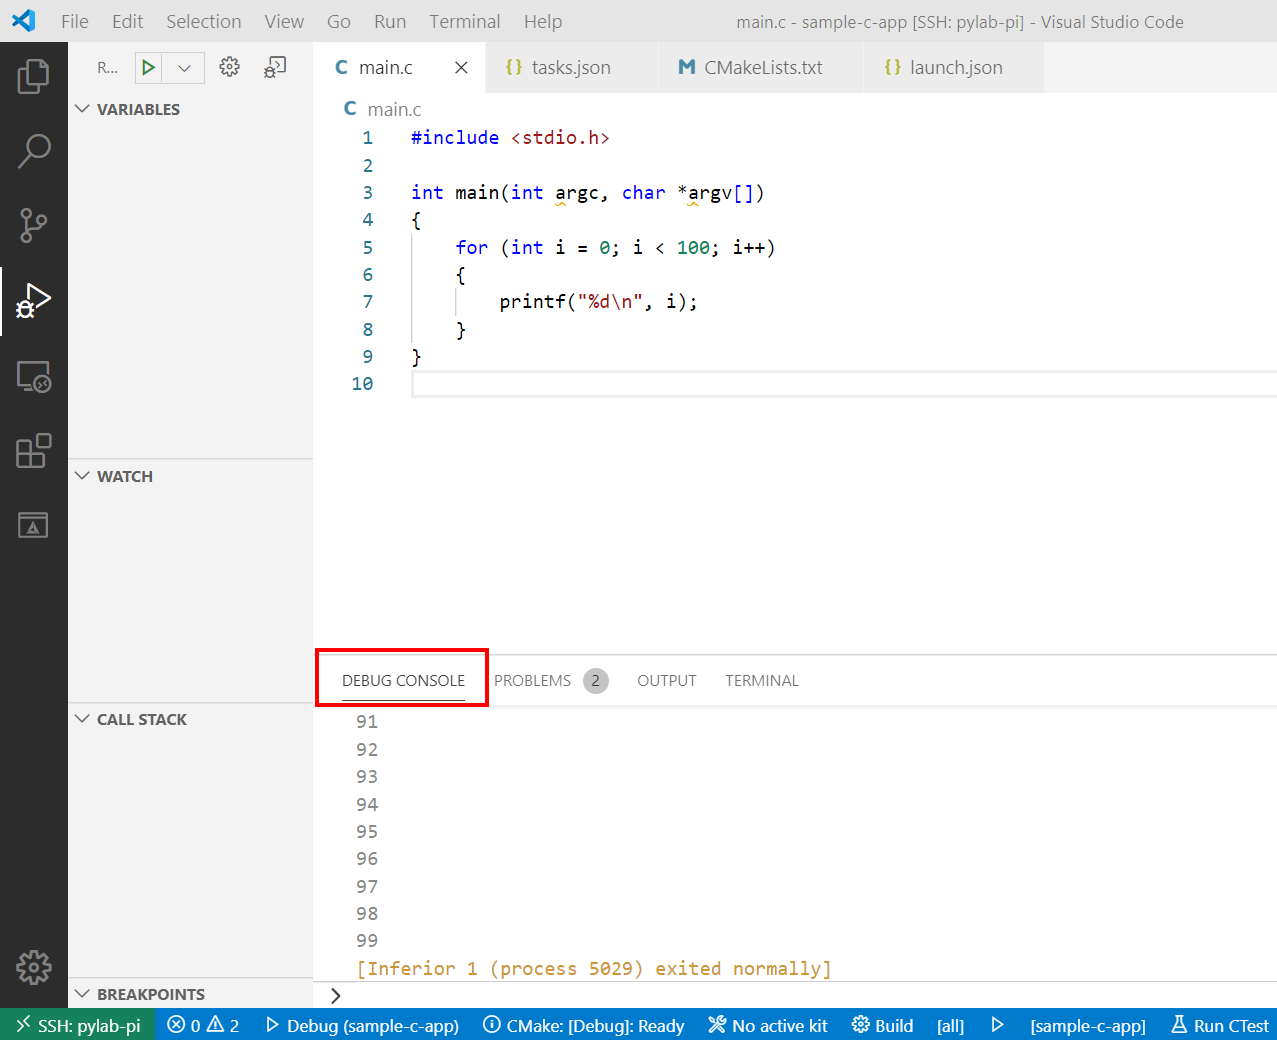 File Edit Selection View Go Run Terminal Help main.c - sample-c-app [SSH: pylab-pi] - Visual Studio Code
R...
VARIABLES
WATCH
CALL STACK
BREAKPOINTS
C main.c {} tasks.json M CMakeLists.txt {} launch.json
C main.c
1 #include <stdio.h>
2
3 int main(int argc, char *argv[])
4 {
5 for (int i = 0; i < 100; i++)
6 {
7 printf("%d\n", i);
8 }
9 }
10
DEBUG CONSOLE PROBLEMS 2 OUTPUT TERMINAL
91
92
93
94
95
96
97
98
99
[Inferior 1 (process 5029) exited normally]
SSH: pylab-pi 0 2 Debug (sample-c-app) CMake: [Debug]: Ready No active kit Build [all] [sample-c-app] Run CTest